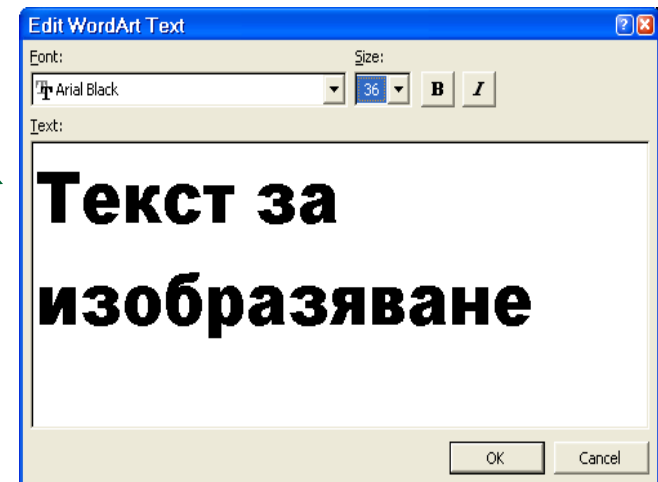 Edit WordArt Text
Font:
Size:
Arial Black
36
B
I
Text:
Текст за
изобразяване
OK
Cancel